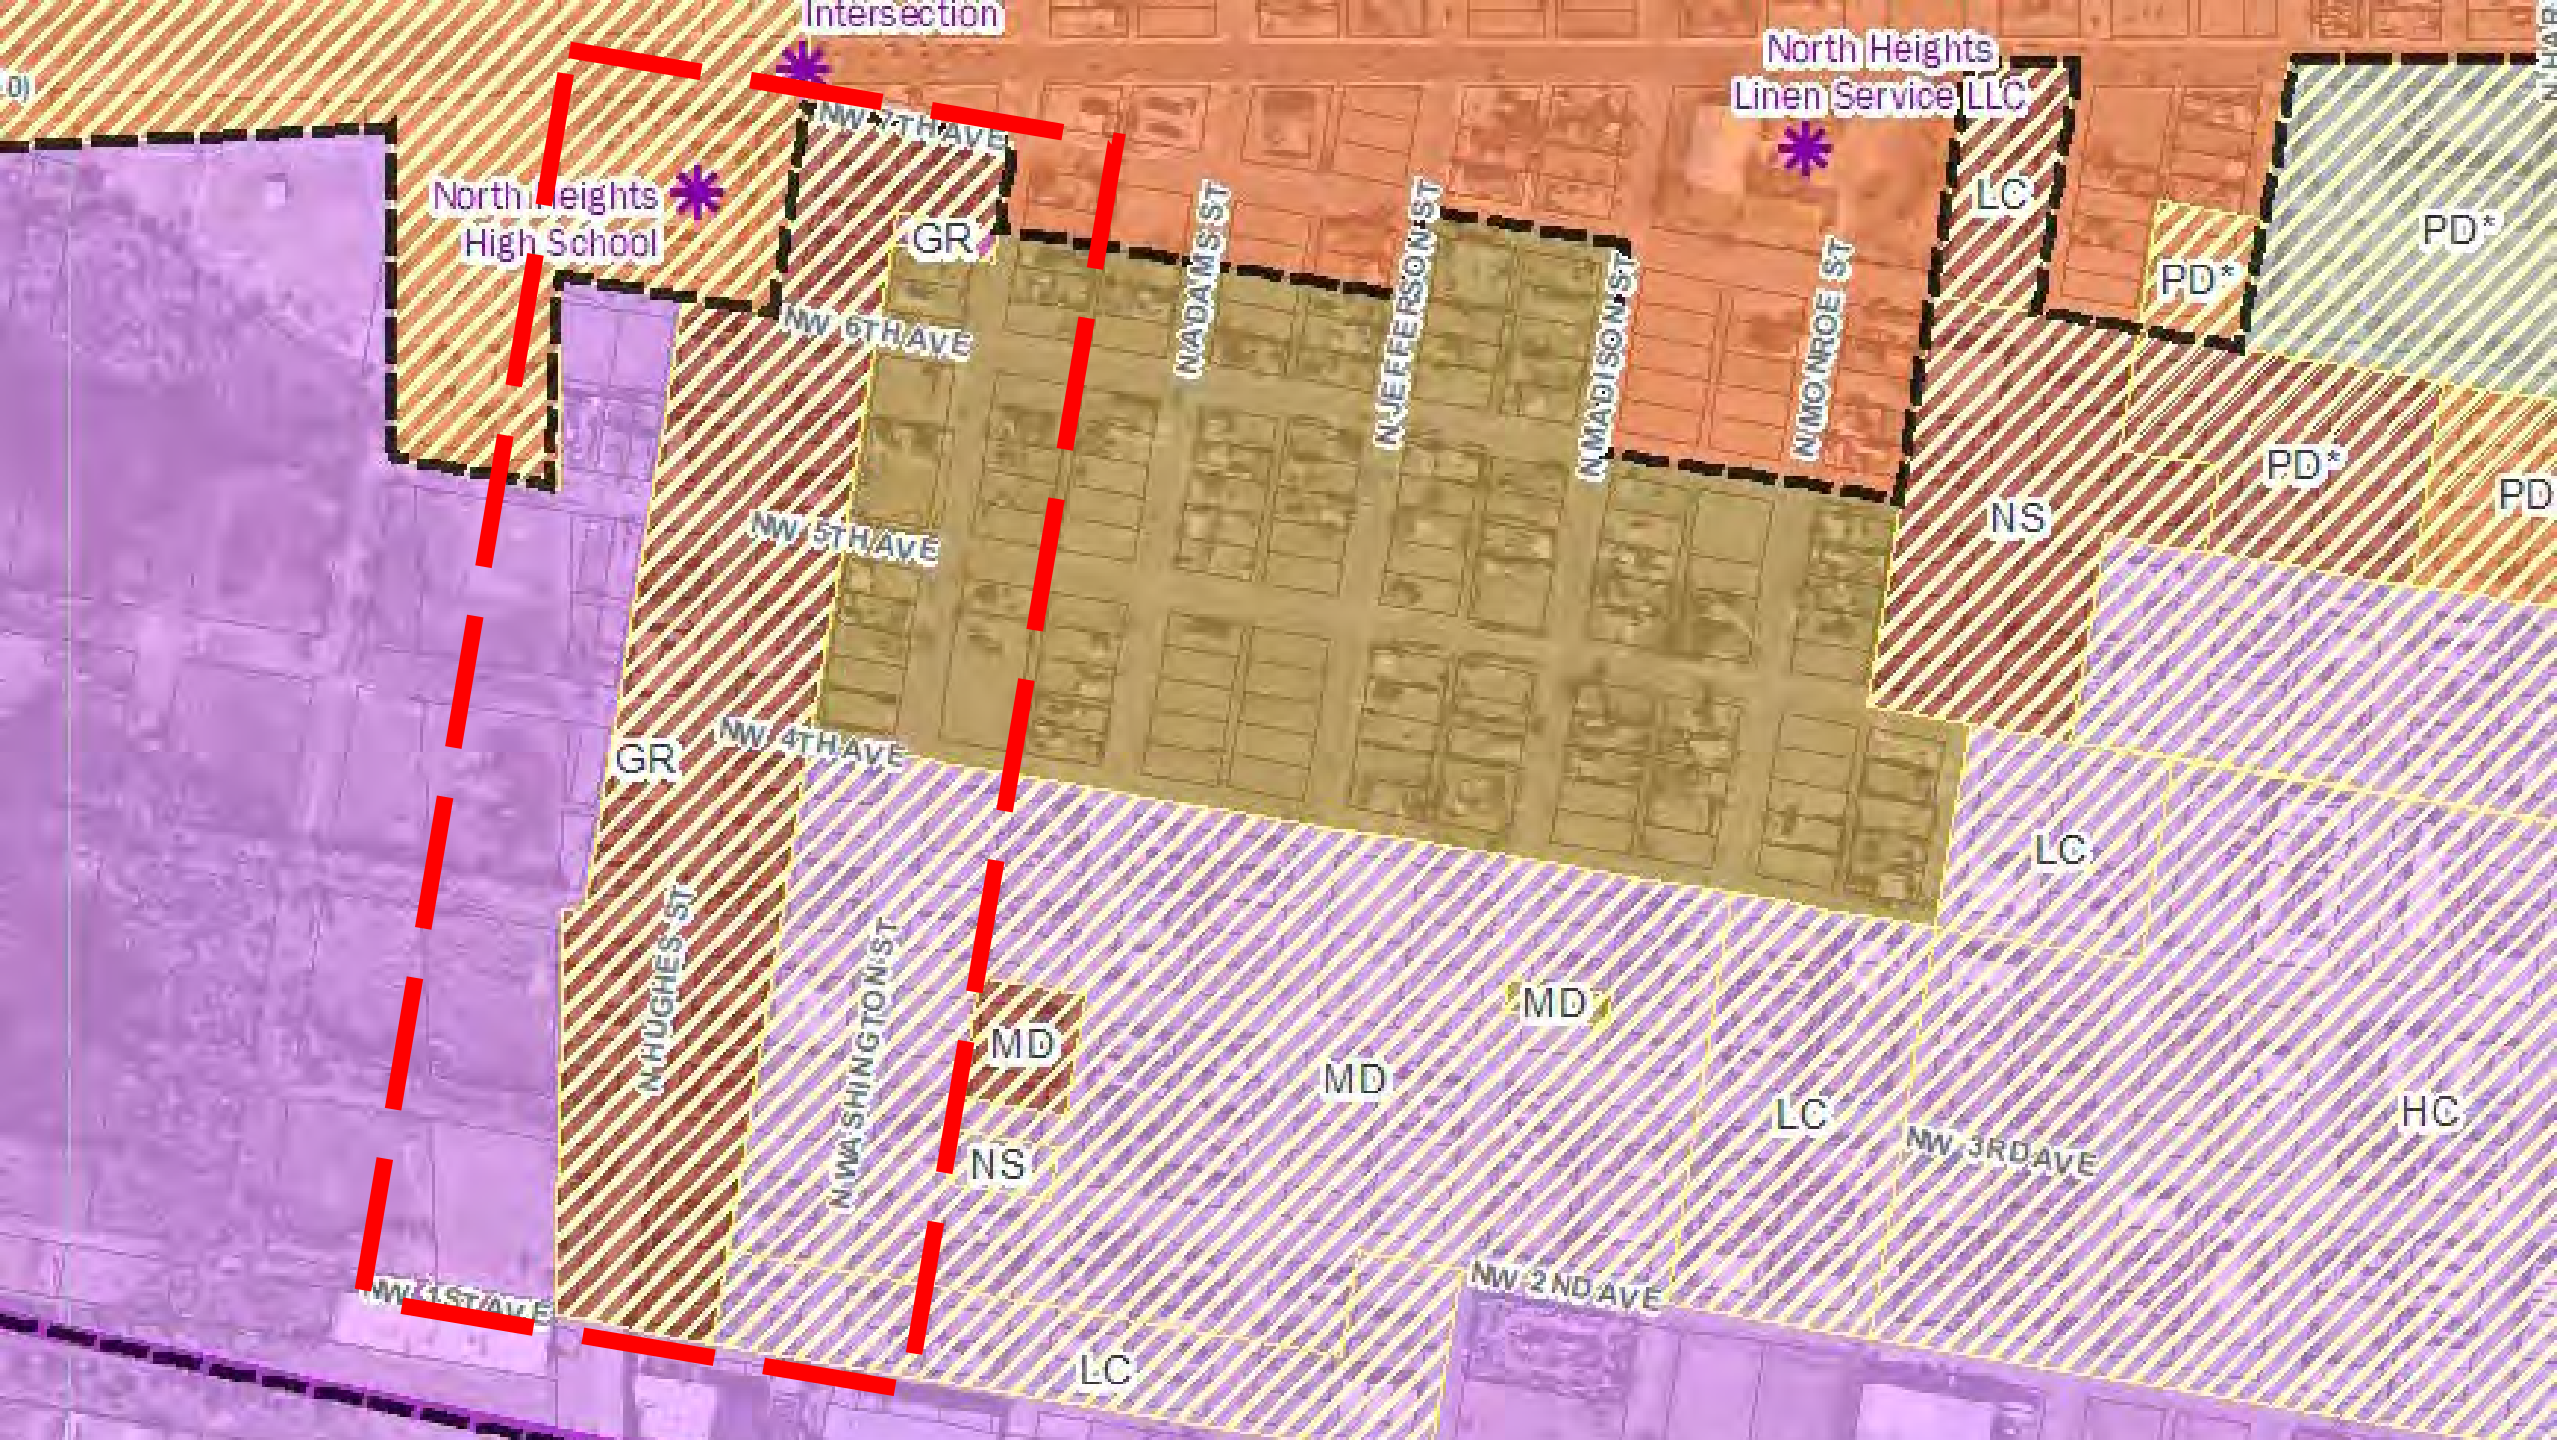 Intersection
North Heights
Linen Service LLC
0)
NW 7TH AVE
North Heights
High School
LC
GR
PD*
PD*
N ADAMS ST
N JEFFERSON ST
N MADISON ST
N MONROE ST
NW 6TH AVE
PD*
PD
NS
NW 5TH AVE
NW 4TH AVE
GR
LC
N HUGHES ST
N WASHINGTON ST
MD
MD
MD
LC
HC
NW 3RD AVE
NS
NW 2ND AVE
NW 1ST AVE
LC
N HAR